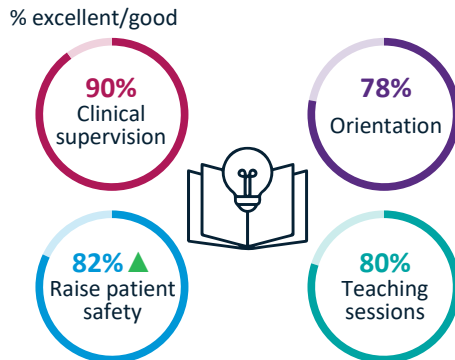 % excellent/good
90%
Clinical
supervision
78%
Orientation
82%
Raise patient
safety
80%
Teaching
sessions